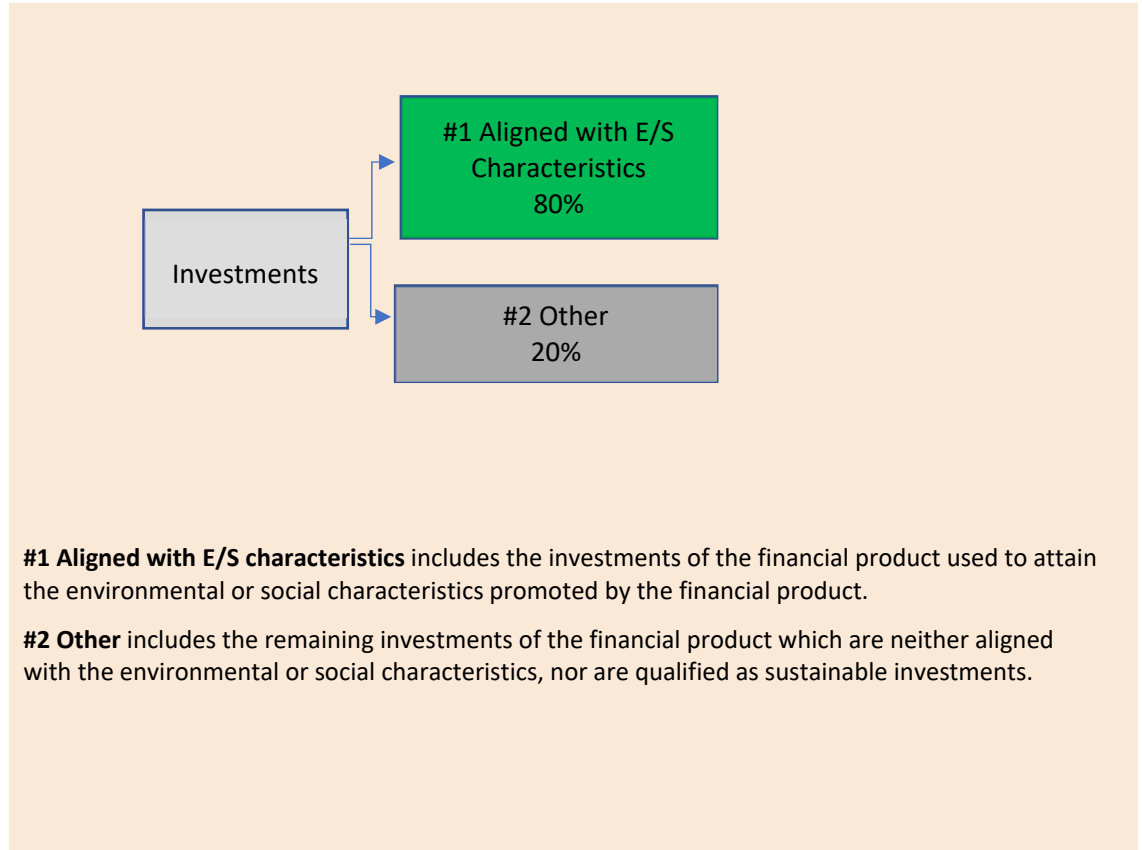 #1 Aligned with E/S
Characteristics
80%
Investments
#2 Other
20%
#1 Aligned with E/S characteristics includes the investments of the financial product used to attain
the environmental or social characteristics promoted by the financial product.
#2 Other includes the remaining investments of the financial product which are neither aligned
with the environmental or social characteristics, nor are qualified as sustainable investments.